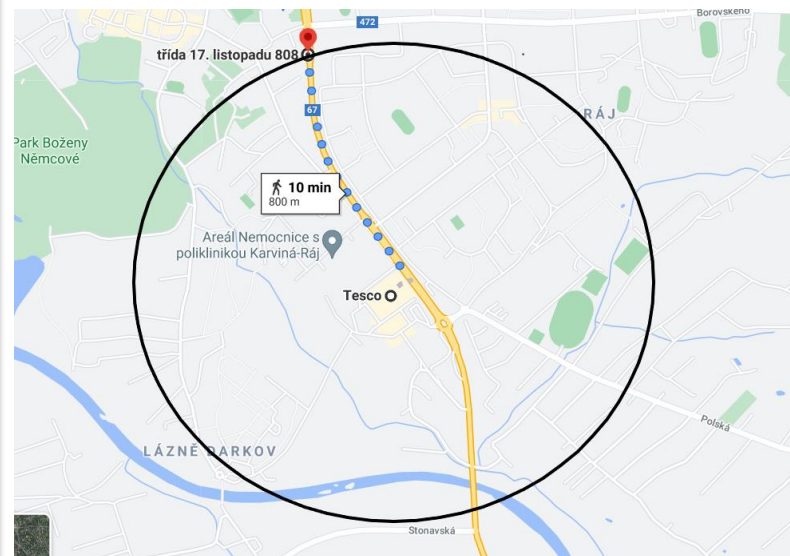 Borovského
472
třída 17. listopadu 808
67
RÁJ
Park Boženy
Němcové
10 min
800 m
Areál Nemocnice s
poliklinikou Karviná-Ráj
Tesco
Polská
LÁZNĚ DARKOV
Stonavská